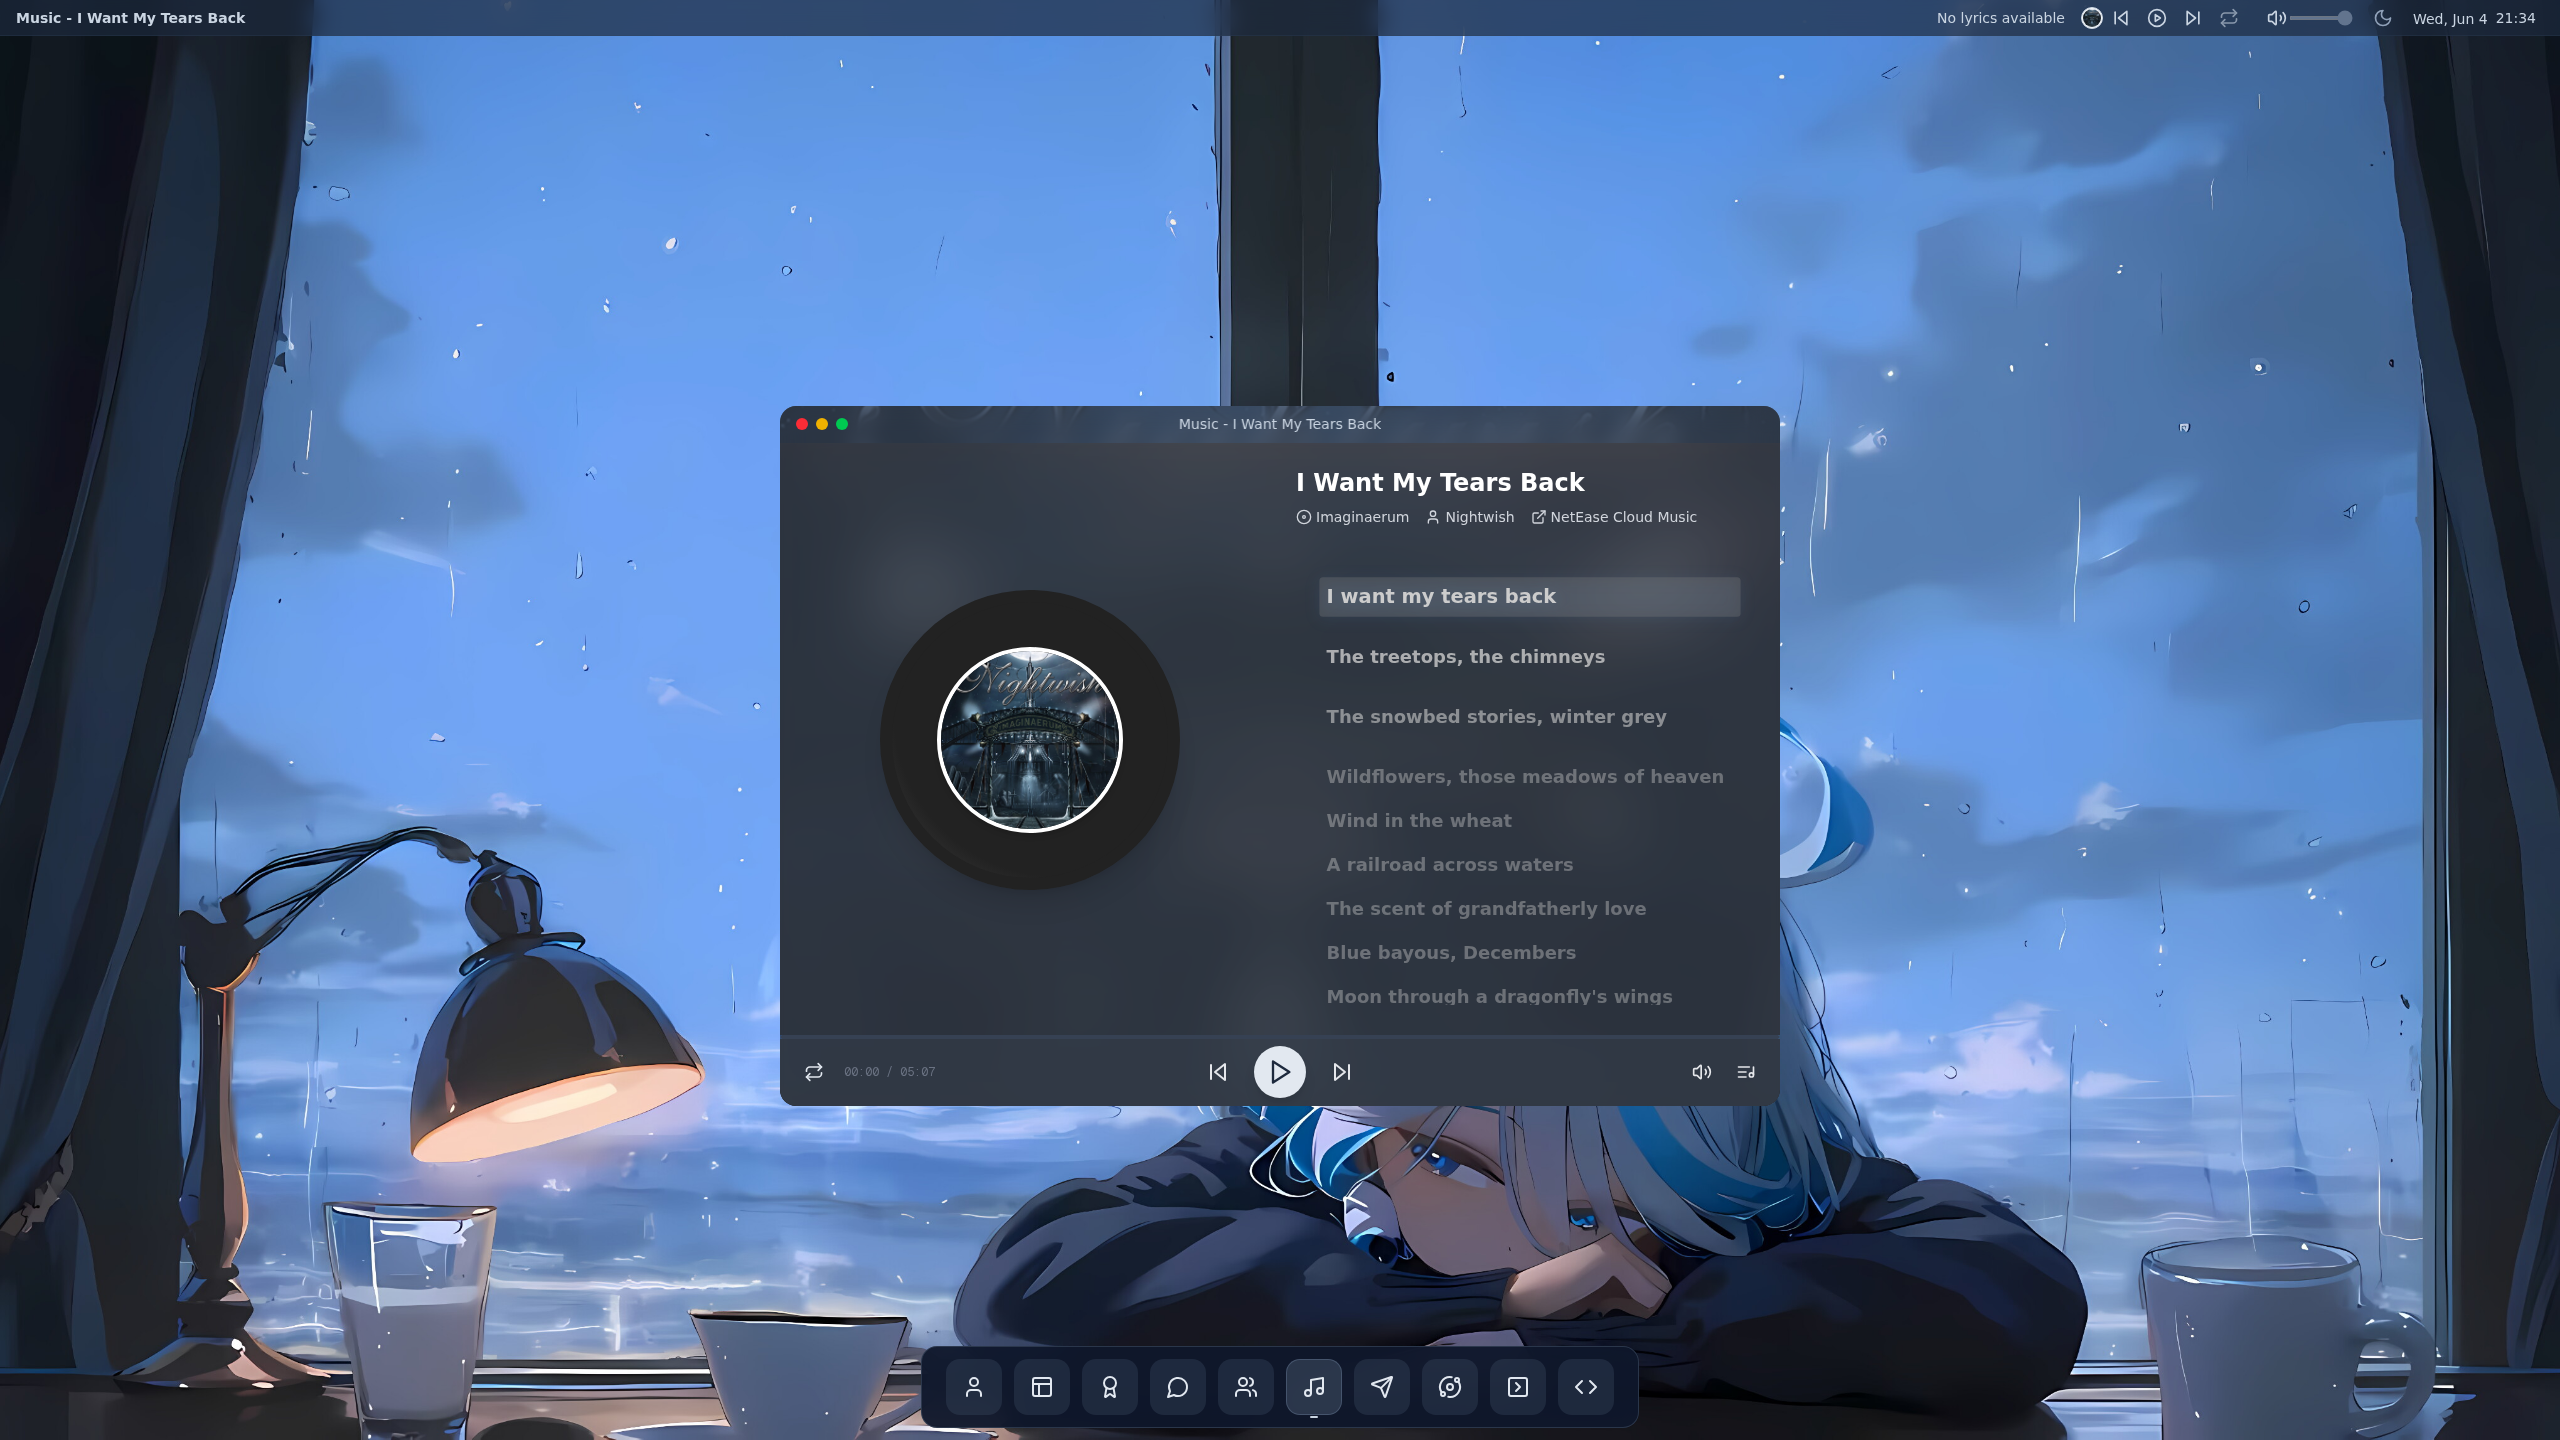 Music - I Want My Tears Back
No lyrics available
Wed, Jun 4 21:34
Music - I Want My Tears Back
I Want My Tears Back
Imaginaerum Nightwish NetEase Cloud Music
Nightwish
IMAGINAERUM
I want my tears back
The treetops, the chimneys
The snowbed stories, winter grey
Wildflowers, those meadows of heaven
Wind in the wheat
A railroad across waters
The scent of grandfatherly love
Blue bayous, Decembers
Moon through a dragonfly's wings
00:00 / 05:07